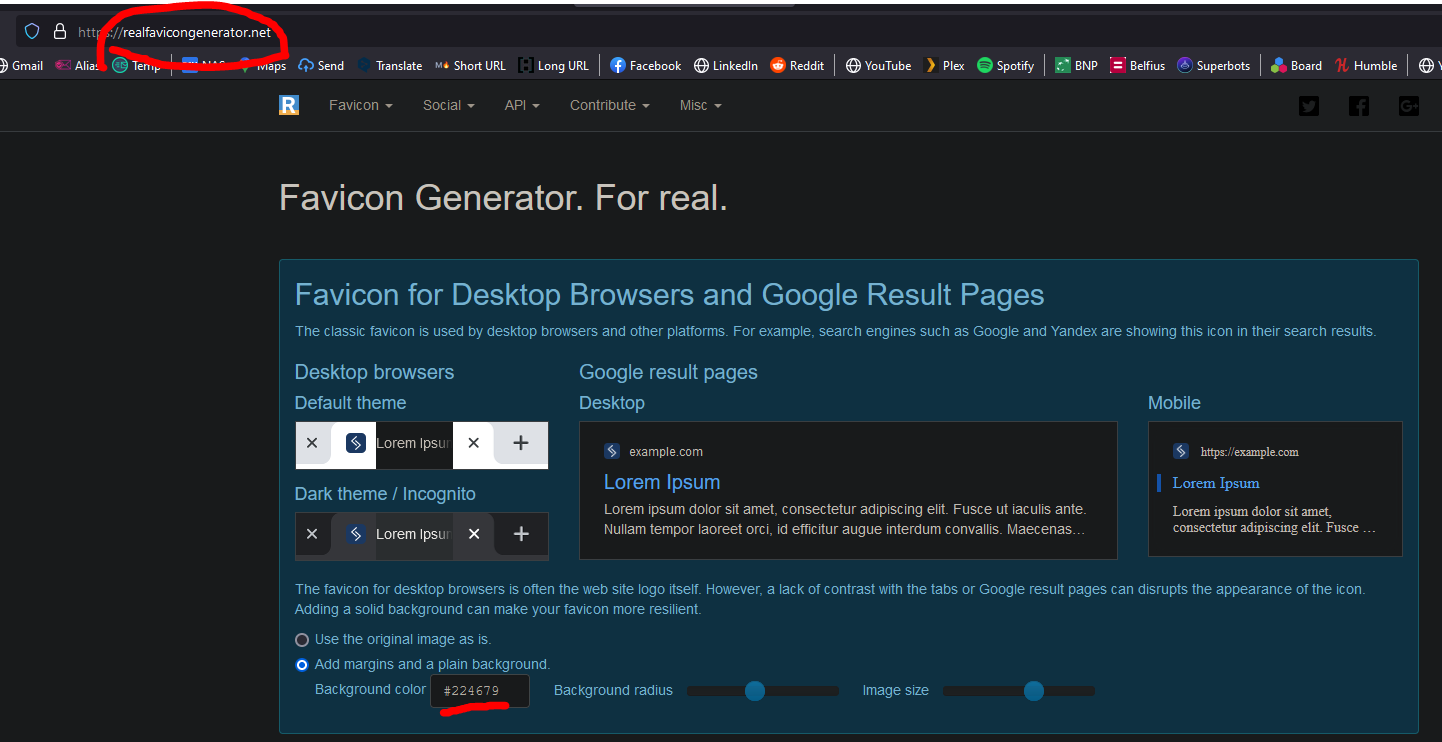 https://realfavicongenerator.net
Gmail Alias Temp NAS Maps Send Translate Short URL Long URL Facebook LinkedIn Reddit YouTube Plex Spotify BNP Belfius Superbots Board Humble Y
R Favicon Social API Contribute Misc
Favicon Generator. For real.
Favicon for Desktop Browsers and Google Result Pages
The classic favicon is used by desktop browsers and other platforms. For example, search engines such as Google and Yandex are showing this icon in their search results.
Desktop browsers
Default theme
Lorem Ipsu
Dark theme / Incognito
Lorem Ipsu
Google result pages
Desktop
example.com
Lorem Ipsum
Lorem ipsum dolor sit amet, consectetur adipiscing elit. Fusce ut iaculis ante.
Nullam tempor laoreet orci, id efficitur augue interdum convallis. Maecenas...
Mobile
https://example.com
Lorem Ipsum
Lorem ipsum dolor sit amet,
consectetur adipiscing elit. Fusce ...
The favicon for desktop browsers is often the web site logo itself. However, a lack of contrast with the tabs or Google result pages can disrupts the appearance of the icon.
Adding a solid background can make your favicon more resilient.
Use the original image as is.
Add margins and a plain background.
Background color #224679 Background radius Image size